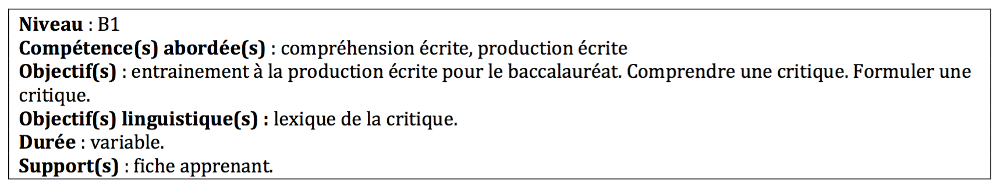 Niveau : B1
Compétence(s) abordée(s) : compréhension écrite, production écrite
Objectif(s) : entrainement à la production écrite pour le baccalauréat. Comprendre une critique. Formuler une
critique.
Objectif(s) linguistique(s) : lexique de la critique.
Durée : variable.
Support(s) : fiche apprenant.